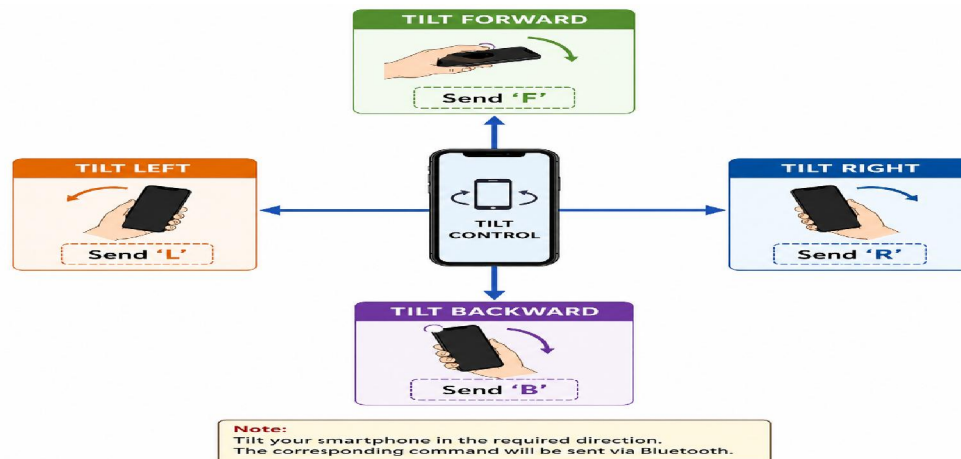 TILT FORWARD
Send ‘F’
TILT LEFT
Send ‘L’
TILT
CONTROL
TILT RIGHT
Send ‘R’
TILT BACKWARD
Send ‘B’
Note:
Tilt your smartphone in the required direction.
The corresponding command will be sent via Bluetooth.